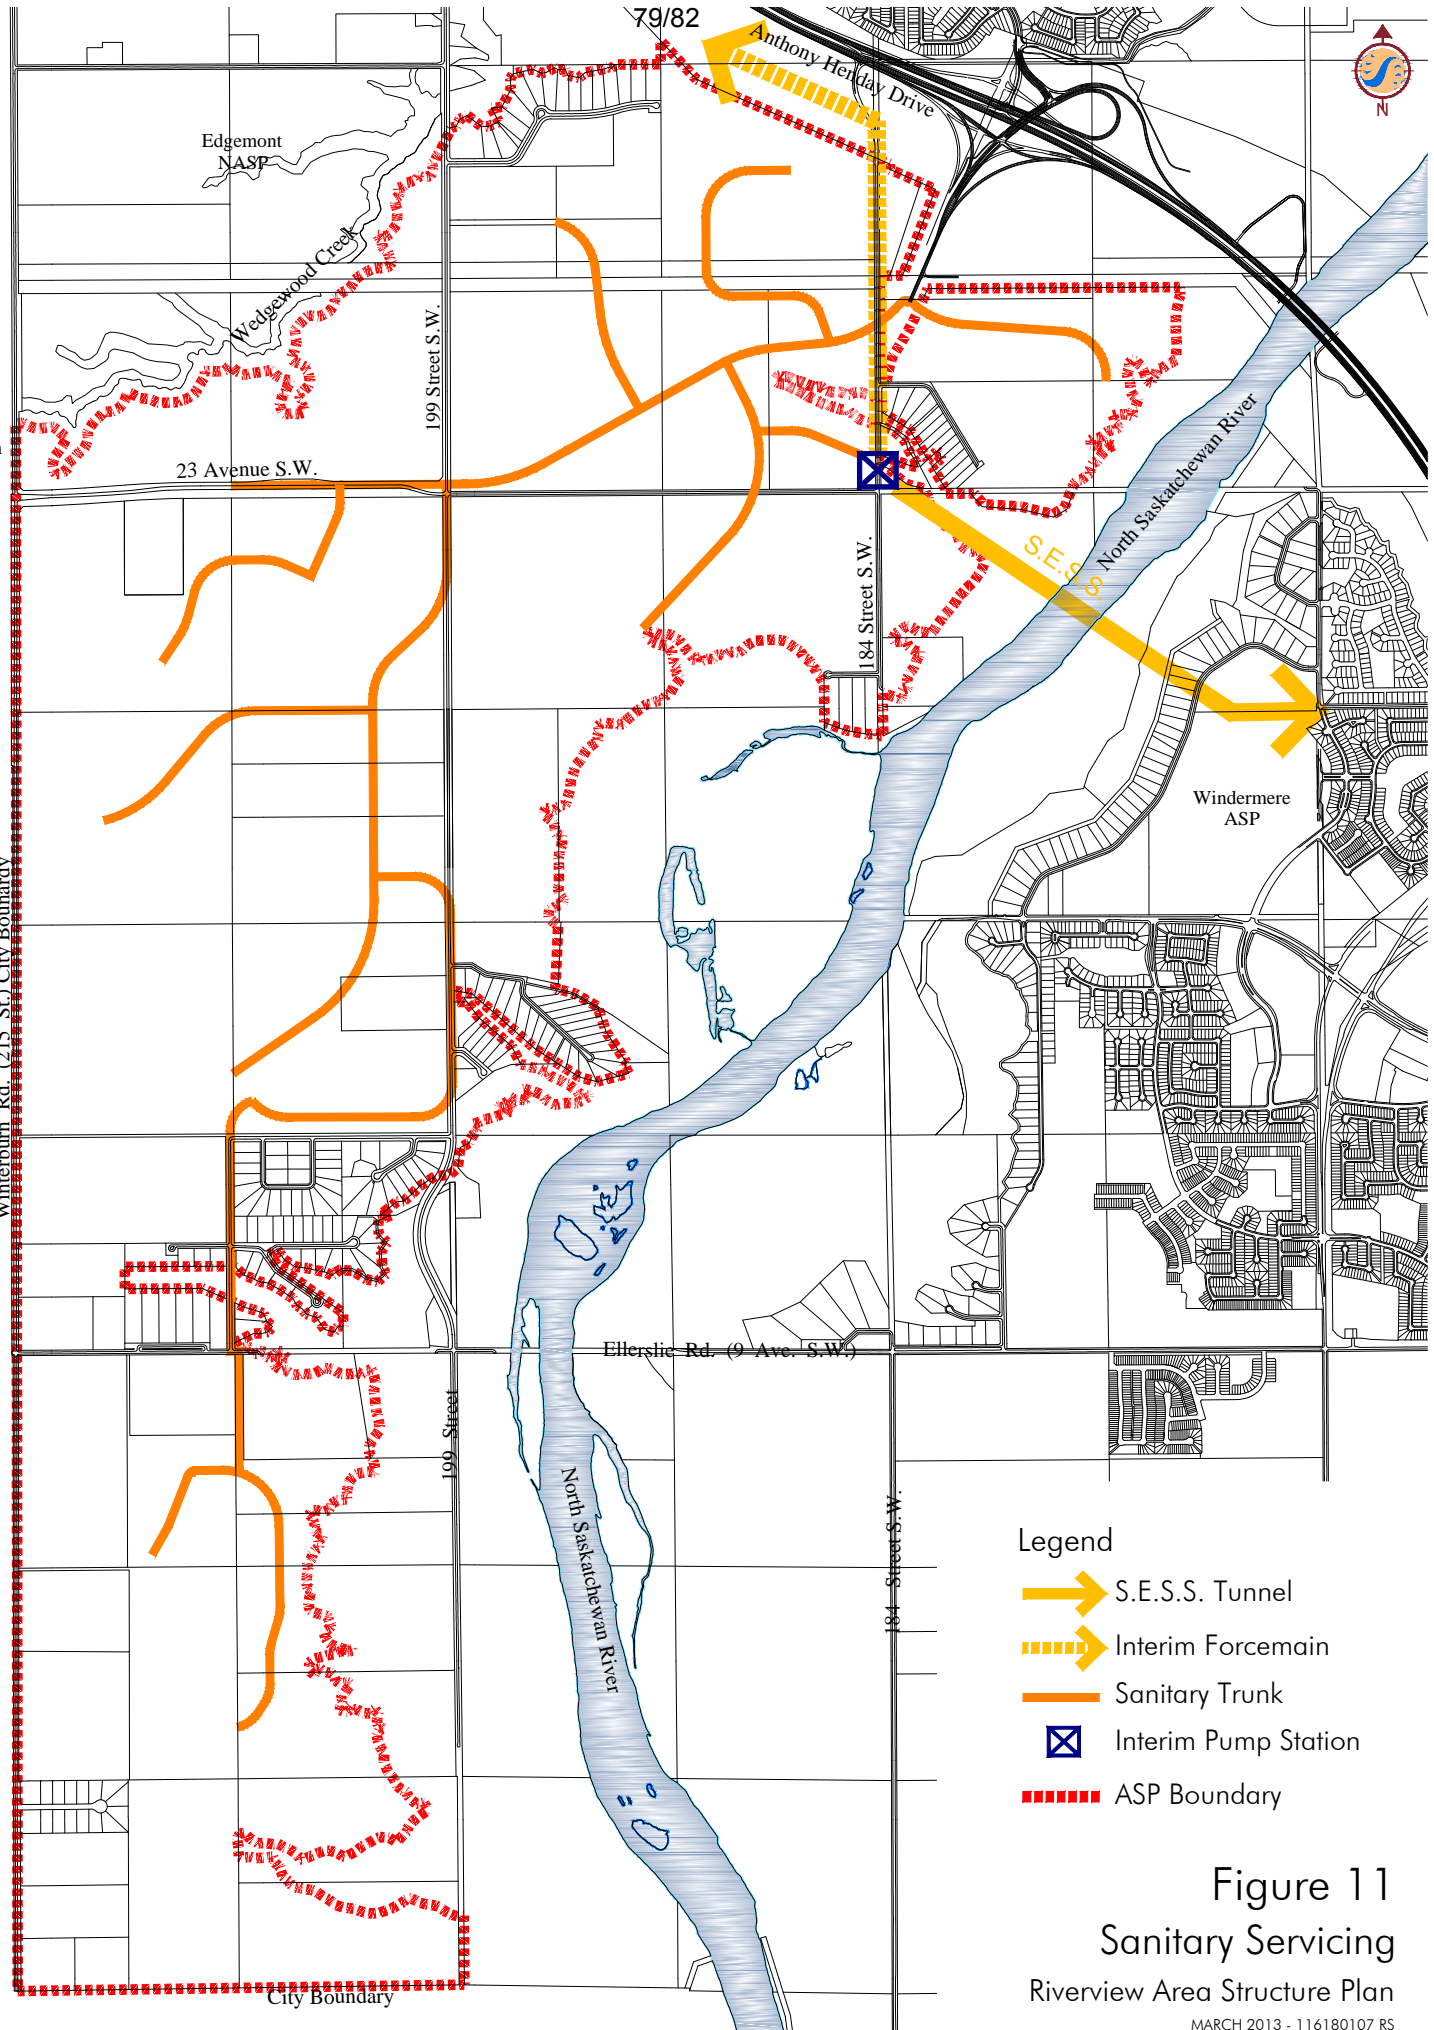 79/82
Anthony Henday Drive
N
Edgemont
NASP
Wedgewood Creek
199 Street S.W.
23 Avenue S.W.
North Saskatchewan River
S.E.S.S.
184 Street S.W.
Windermere
ASP
Winterburn Rd. (215 St.) City Boundary
Ellerslie Rd. (9 Ave. S.W.)
199 Street
North Saskatchewan River
184 Street S.W.
City Boundary
Legend
S.E.S.S. Tunnel
Interim Forcemain
Sanitary Trunk
Interim Pump Station
ASP Boundary
Figure 11
Sanitary Servicing
Riverview Area Structure Plan
MARCH 2013 - 116180107 RS